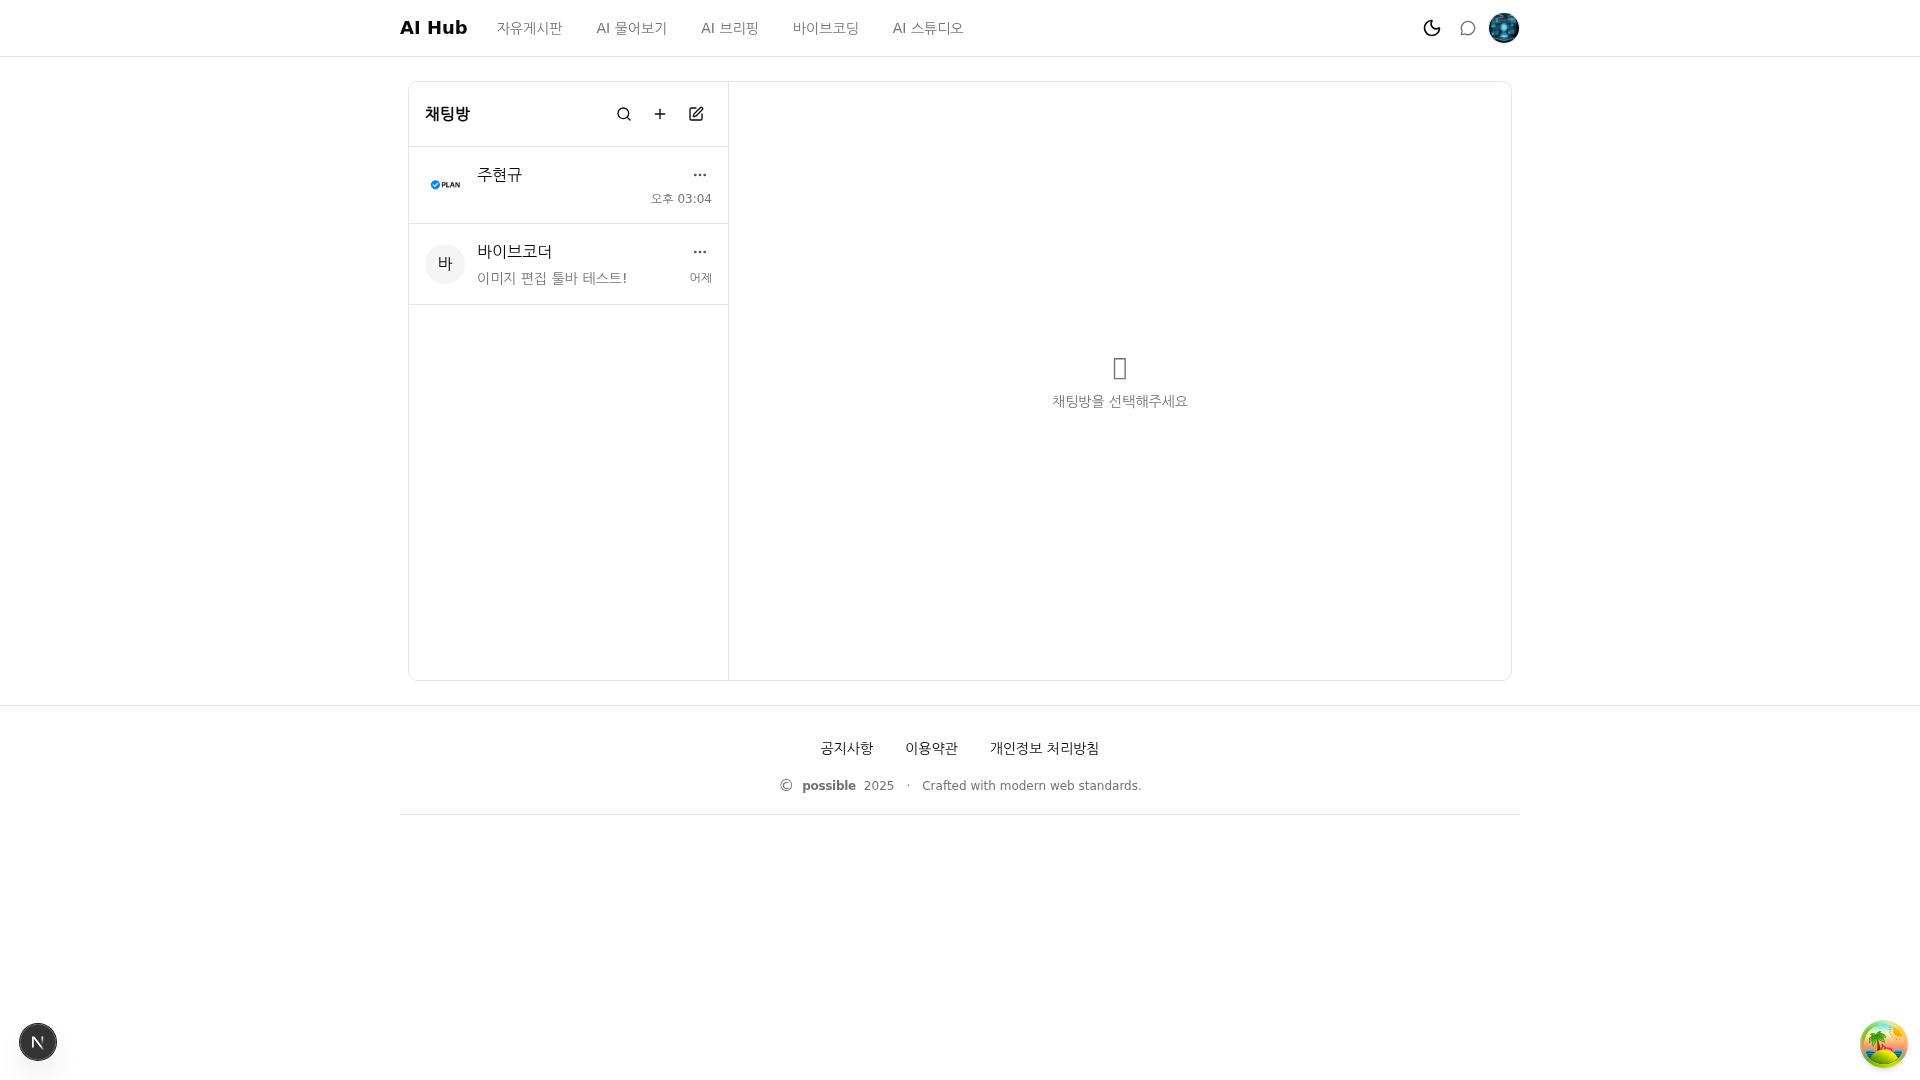 AI Hub 자유게시판 AI 물어보기 AI 브리핑 바이브코딩 AI 스튜디오
채팅방
PLAN 주현규
오후 03:04
바 바이브코더
이미지 편집 툴바 테스트! 어제
채팅방을 선택해주세요
공지사항 이용약관 개인정보 처리방침
© possible 2025 · Crafted with modern web standards.
N